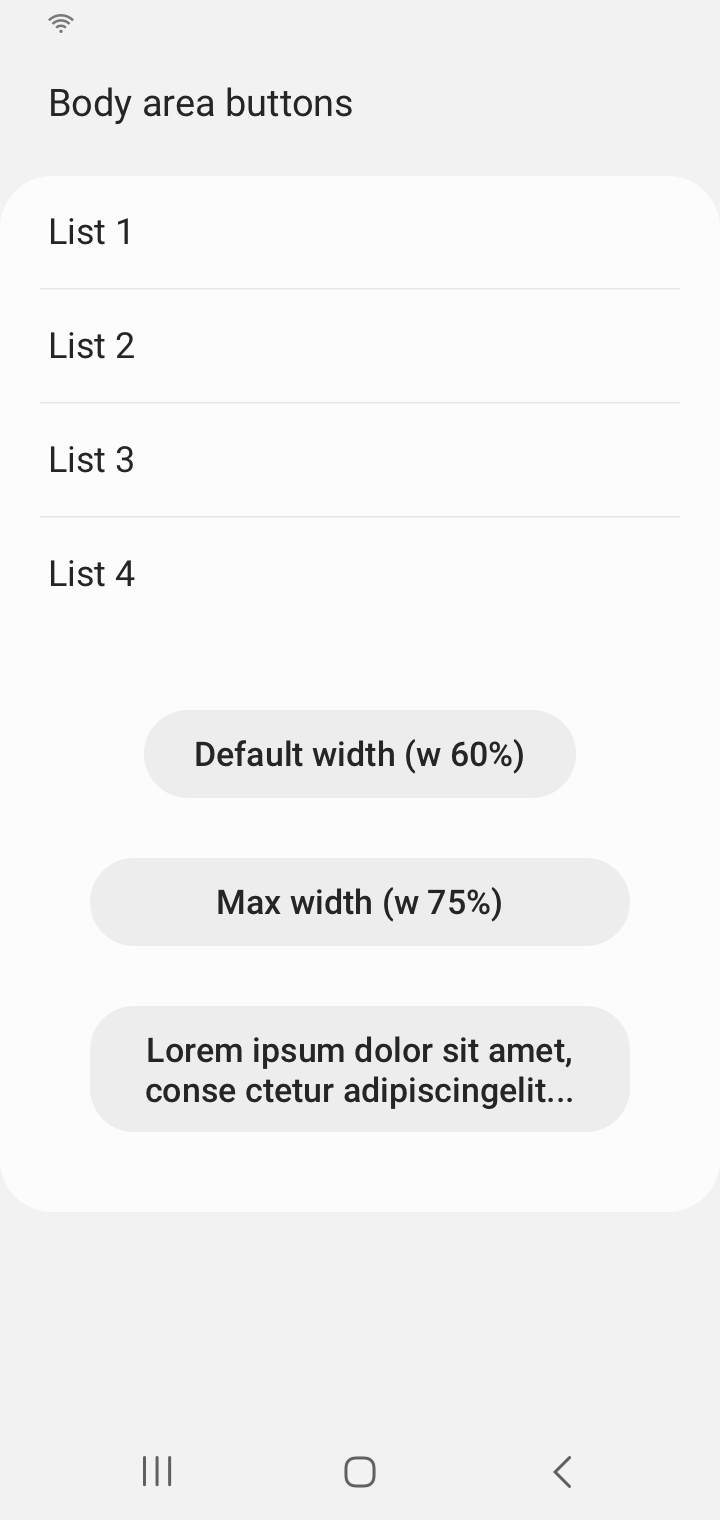 Body area buttons
List 1
List 2
List 3
List 4
Default width (w 60%)
Max width (w 75%)
Lorem ipsum dolor sit amet,
conse ctetur adipiscingelit...